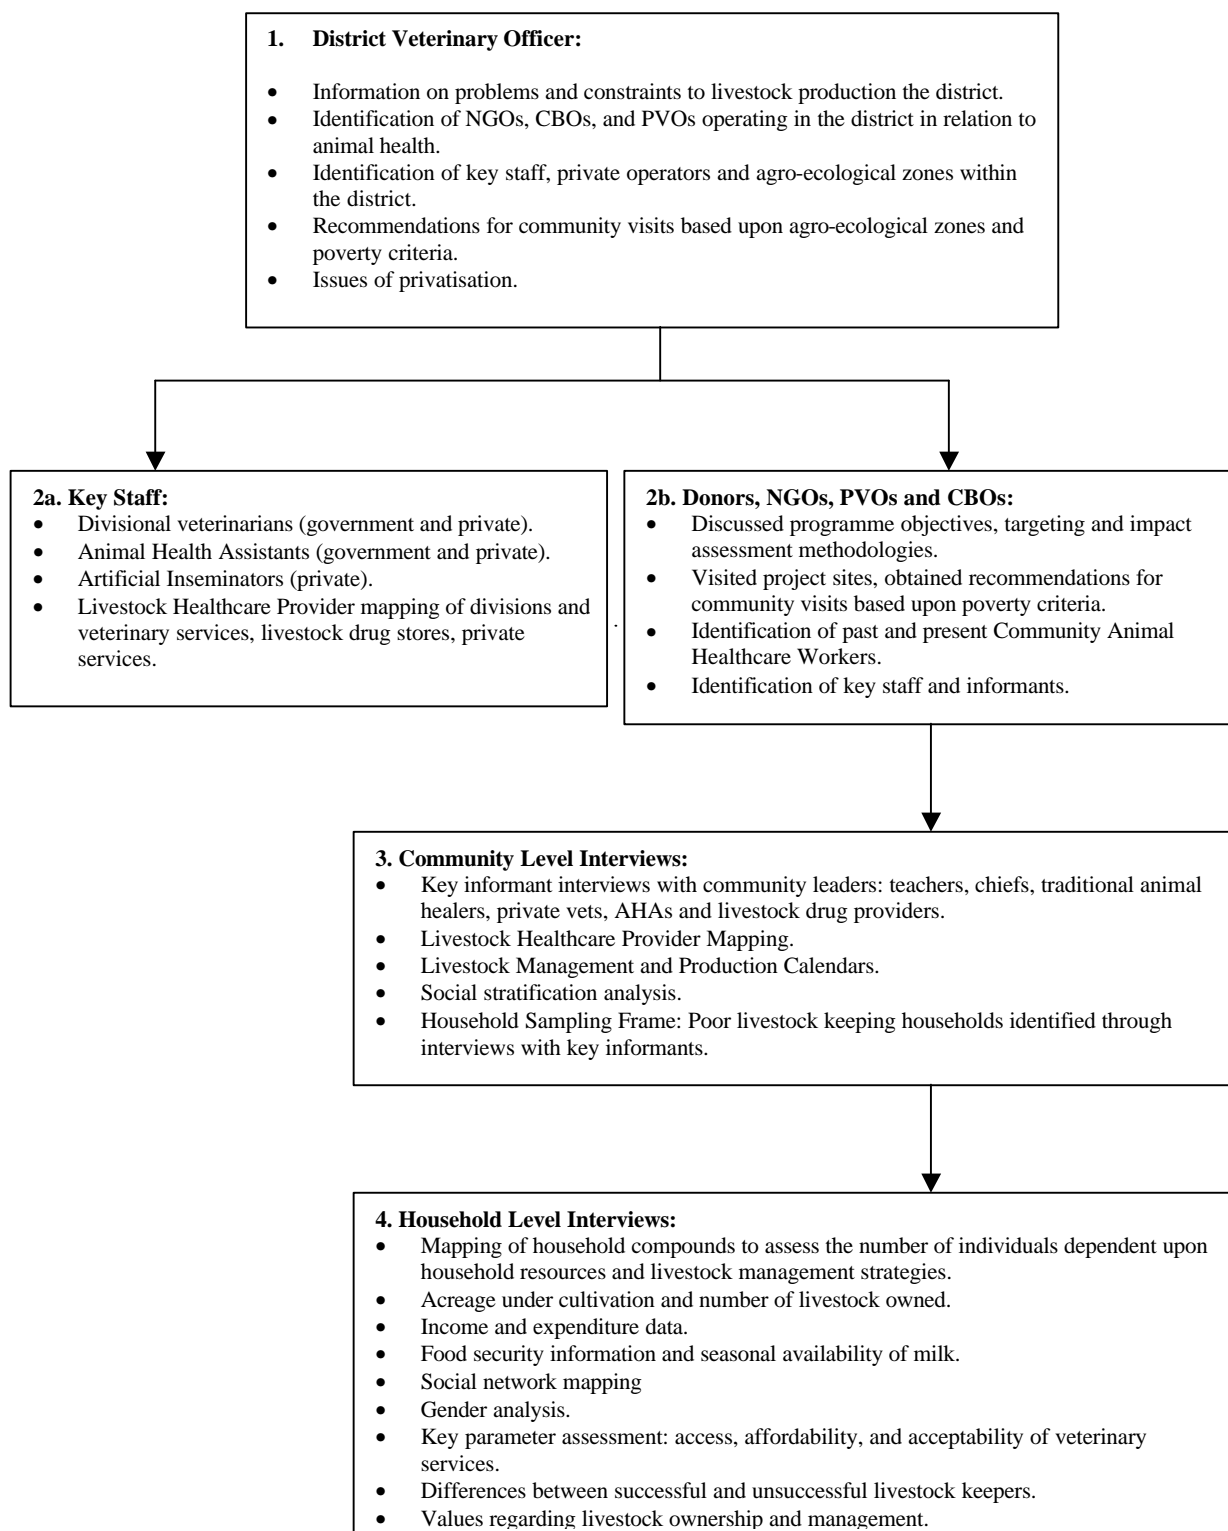 1. District Veterinary Officer:
• Information on problems and constraints to livestock production the district.
• Identification of NGOs, CBOs, and PVOs operating in the district in relation to
animal health.
• Identification of key staff, private operators and agro-ecological zones within
the district.
• Recommendations for community visits based upon agro-ecological zones and
poverty criteria.
• Issues of privatisation.
2a. Key Staff:
• Divisional veterinarians (government and private).
• Animal Health Assistants (government and private).
• Artificial Inseminators (private).
• Livestock Healthcare Provider mapping of divisions and
veterinary services, livestock drug stores, private
services.
.
2b. Donors, NGOs, PVOs and CBOs:
• Discussed programme objectives, targeting and impact
assessment methodologies.
• Visited project sites, obtained recommendations for
community visits based upon poverty criteria.
• Identification of past and present Community Animal
Healthcare Workers.
• Identification of key staff and informants.
3. Community Level Interviews:
• Key informant interviews with community leaders: teachers, chiefs, traditional animal
healers, private vets, AHAs and livestock drug providers.
• Livestock Healthcare Provider Mapping.
• Livestock Management and Production Calendars.
• Social stratification analysis.
• Household Sampling Frame: Poor livestock keeping households identified through
interviews with key informants.
4. Household Level Interviews:
• Mapping of household compounds to assess the number of individuals dependent upon
household resources and livestock management strategies.
• Acreage under cultivation and number of livestock owned.
• Income and expenditure data.
• Food security information and seasonal availability of milk.
• Social network mapping
• Gender analysis.
• Key parameter assessment: access, affordability, and acceptability of veterinary
services.
• Differences between successful and unsuccessful livestock keepers.
• Values regarding livestock ownership and management.